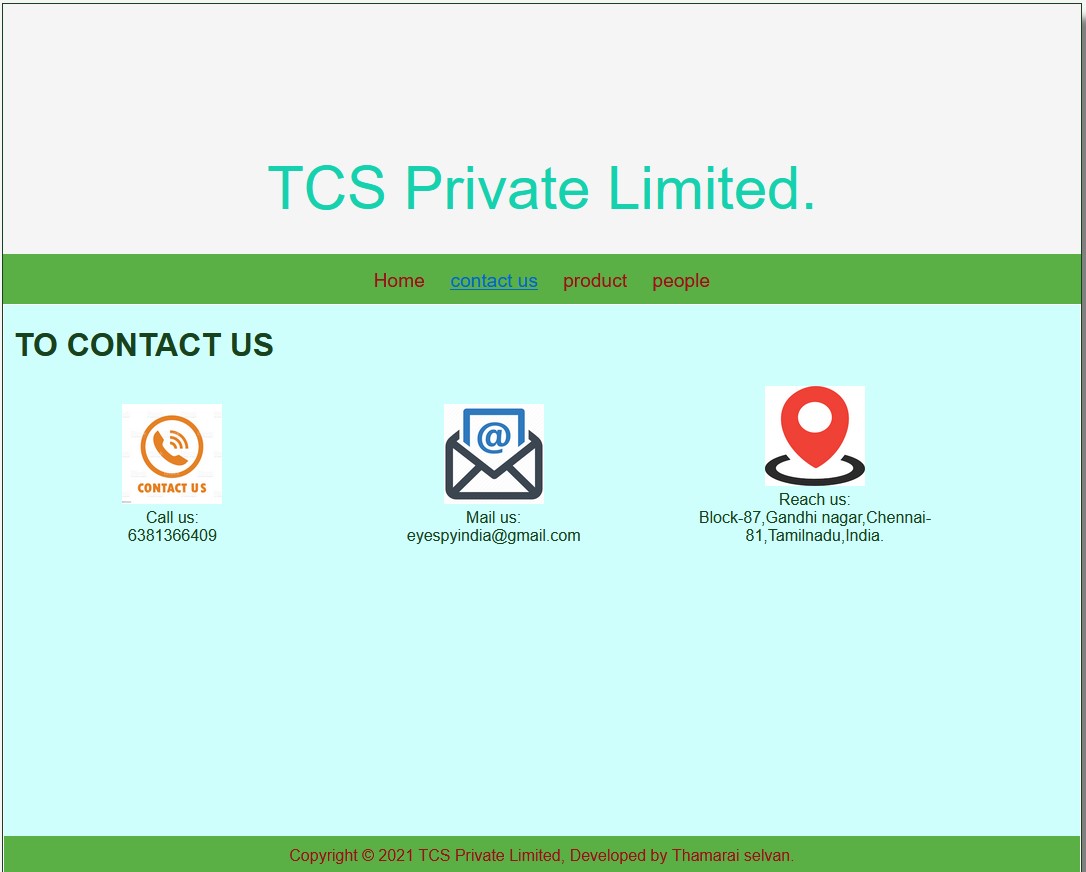 TCS Private Limited.
Home contact us product people
TO CONTACT US
CONTACT US
Call us:
6381366409
@
Mail us:
eyespyindia@gmail.com
Reach us:
Block-87,Gandhi nagar,Chennai-
81,Tamilnadu,India.
Copyright © 2021 TCS Private Limited, Developed by Thamarai selvan.